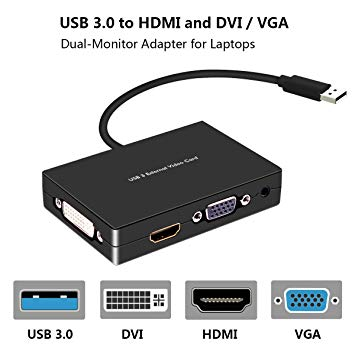 USB 3.0 to HDMI and DVI / VGA
Dual-Monitor Adapter for Laptops
USB 3 External Video Card
USB 3.0
DVI
HDMI
VGA